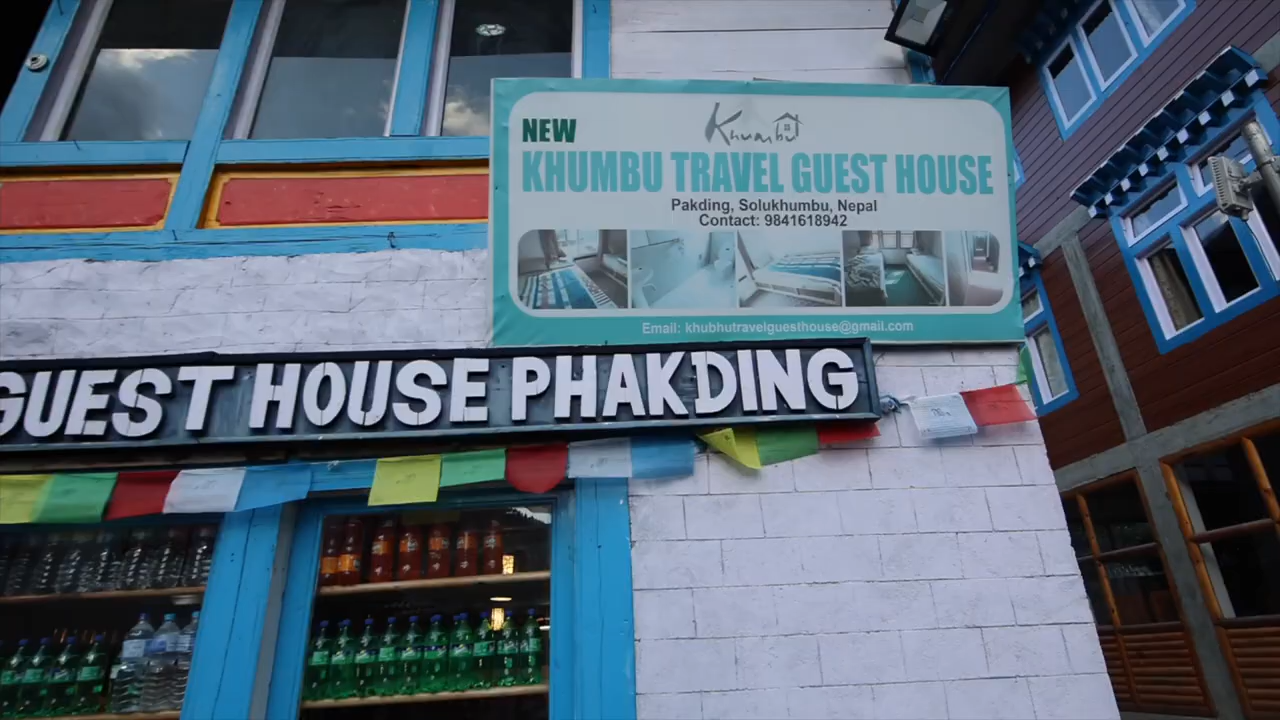 Khumbu
NEW
KHUMBU TRAVEL GUEST HOUSE
Pakding, Solukhumbu, Nepal
Contact: 9841618942
Email: khubhutravelguesthouse@gmail.com
GUEST HOUSE PHAKDING